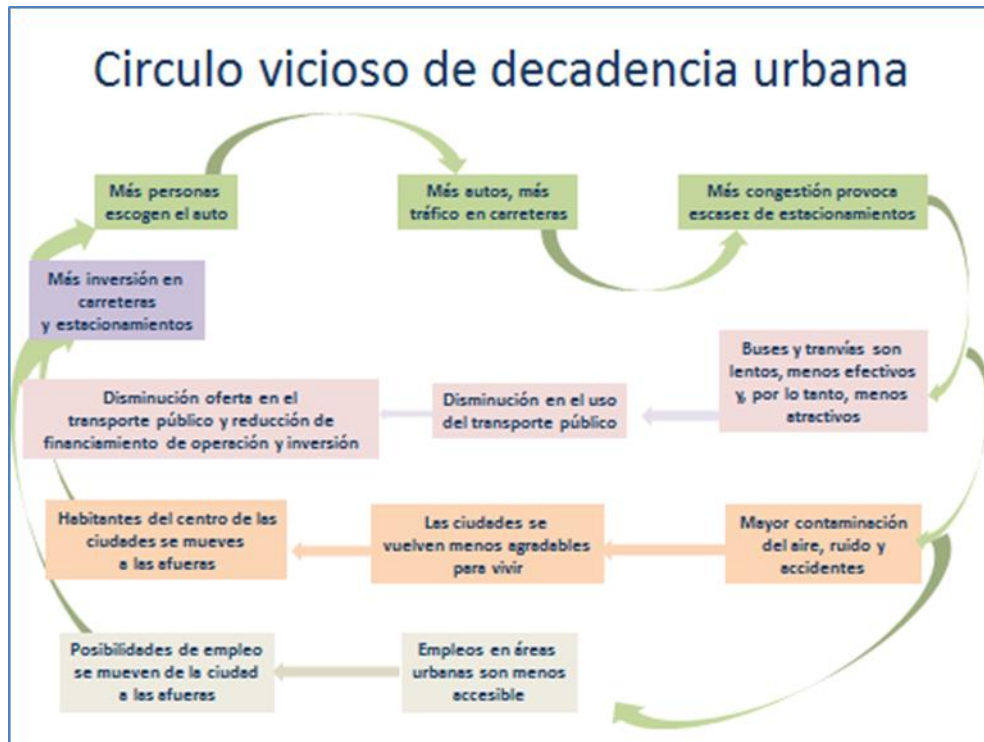 Circulo vicioso de decadencia urbana
Más personas
escogen el auto
Más autos, más
tráfico en carreteras
Más congestión provoca
escasez de estacionamientos
Más inversión en
carreteras
y estacionamientos
Buses y tranvías son
lentos, menos efectivos
y, por lo tanto, menos
atractivos
Disminución en el uso
del transporte público
Disminución oferta en el
transporte público y reducción de
financiamiento de operación y inversión
Habitantes del centro de las
ciudades se mueves
a las afueras
Las ciudades se
vuelven menos agradables
para vivir
Mayor contaminación
del aire, ruido y
accidentes
Posibilidades de empleo
se mueven de la ciudad
a las afueras
Empleos en áreas
urbanas son menos
accesible